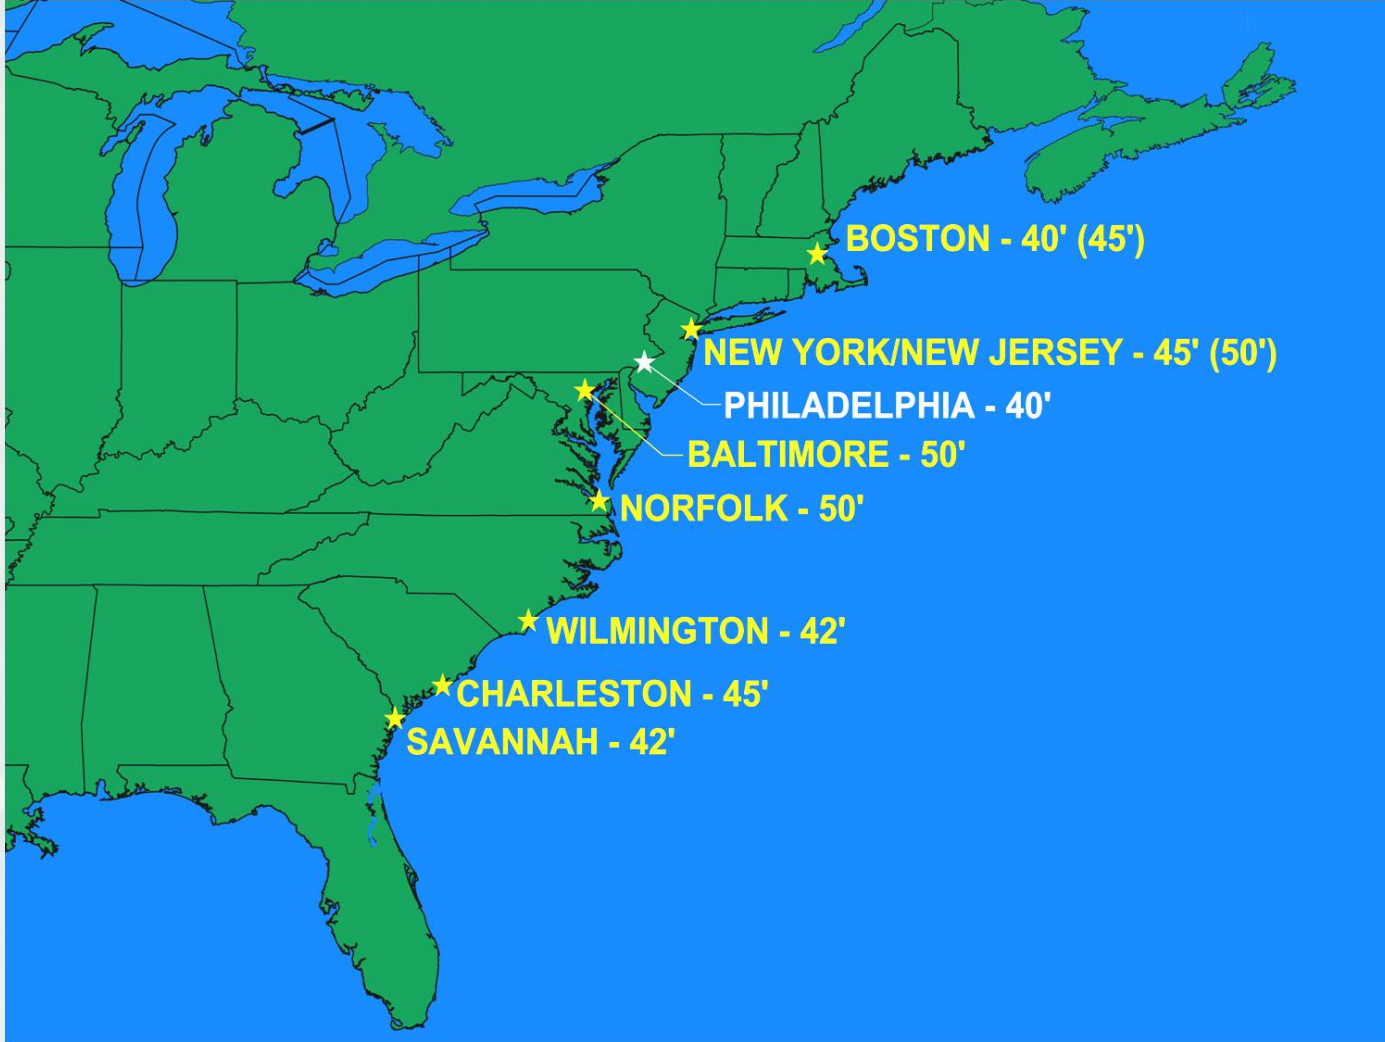 BOSTON - 40' (45')
NEW YORK/NEW JERSEY - 45' (50')
PHILADELPHIA - 40'
BALTIMORE - 50'
NORFOLK - 50'
WILMINGTON - 42'
CHARLESTON - 45'
SAVANNAH - 42'